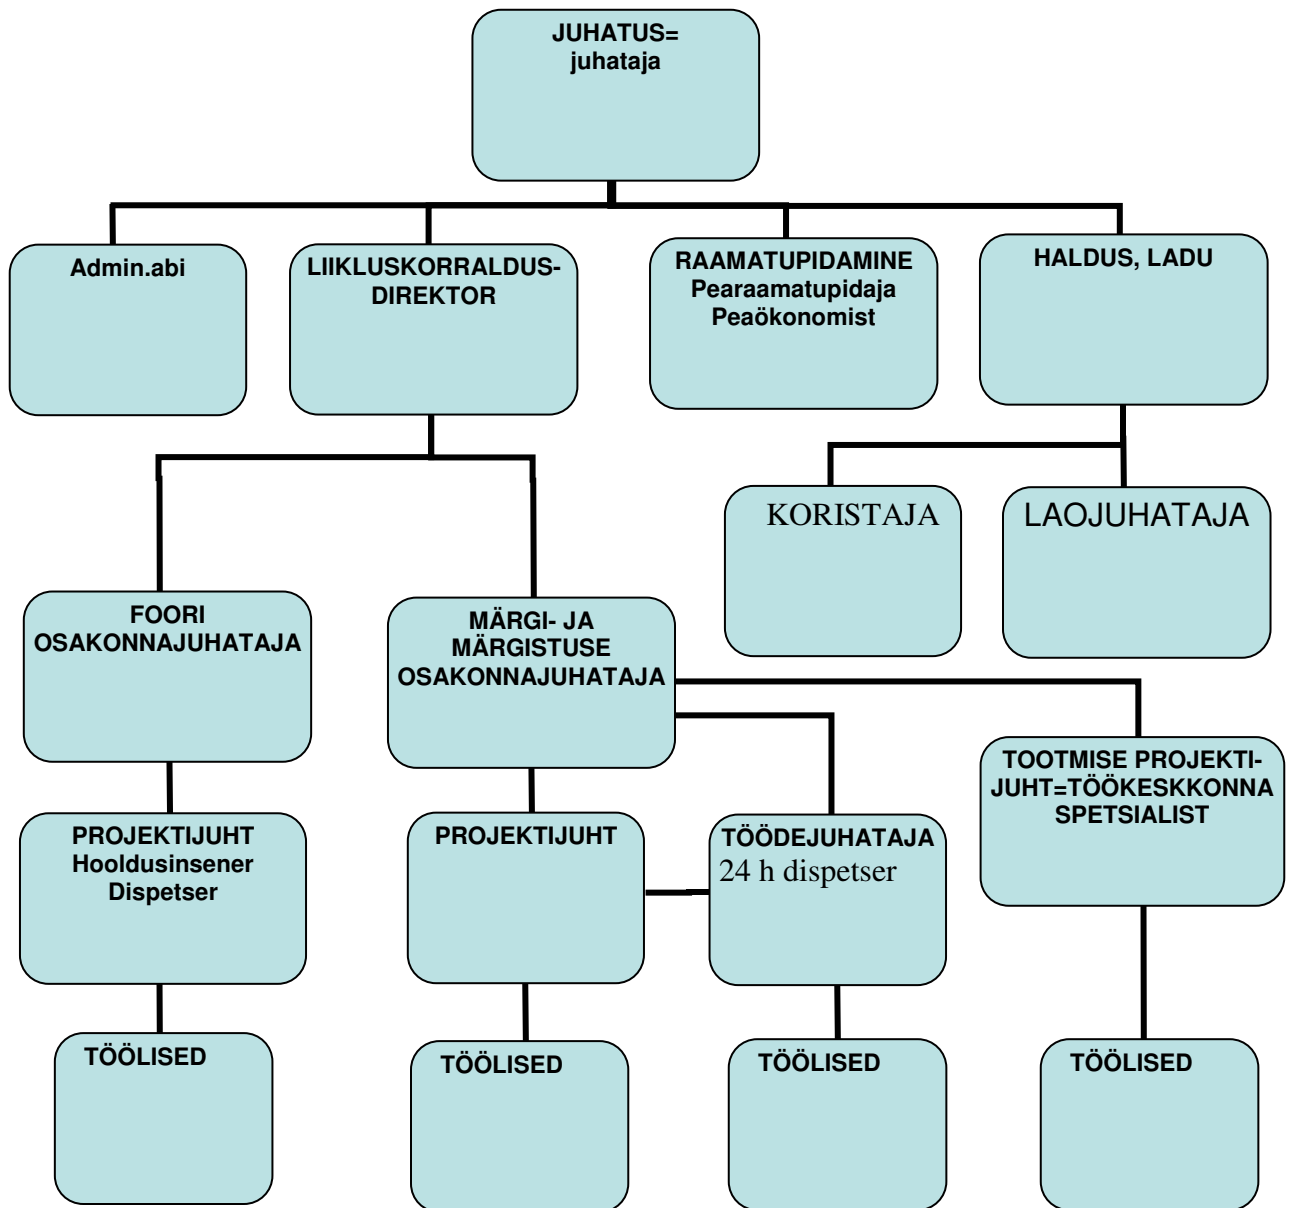 JUHATUS=
juhataja
Admin.abi
LIIKLUSKORRALDUS-
DIREKTOR
RAAMATUPIDAMINE
Pearaamatupidaja
Peaökonomist
HALDUS, LADU
KORISTAJA
LAOJUHATAJA
FOORI
OSAKONNAJUHATAJA
MÄRGI- JA
MÄRGISTUSE
OSAKONNAJUHATAJA
TOOTMISE PROJEKTI-
JUHT=TÖÖKESKKONNA
SPETSIALIST
PROJEKTIJUHT
Hooldusinsener
Dispetser
PROJEKTIJUHT
TÖÖDEJUHATAJA
24 h dispetser
TÖÖLISED
TÖÖLISED
TÖÖLISED
TÖÖLISED